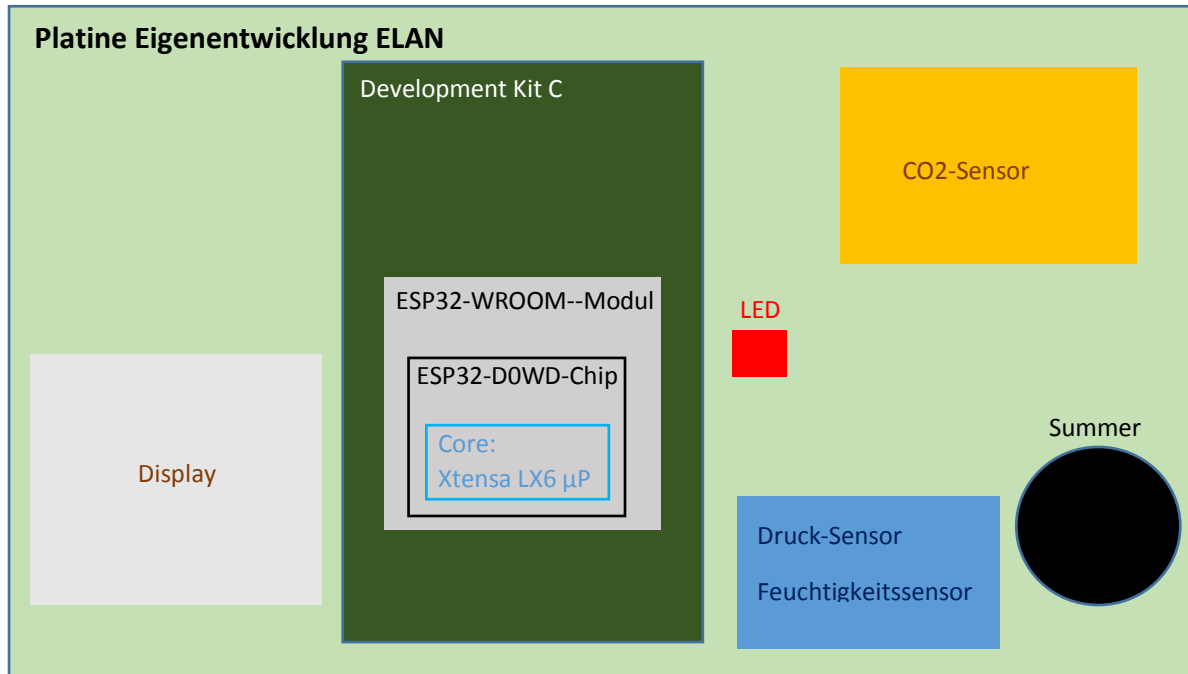 Platine Eigenentwicklung ELAN
Development Kit C
CO2-Sensor
ESP32-WROOM--Modul
LED
ESP32-D0WD-Chip
Core:
Xtensa LX6 µP
Display
Summer
Druck-Sensor
Feuchtigkeitssensor